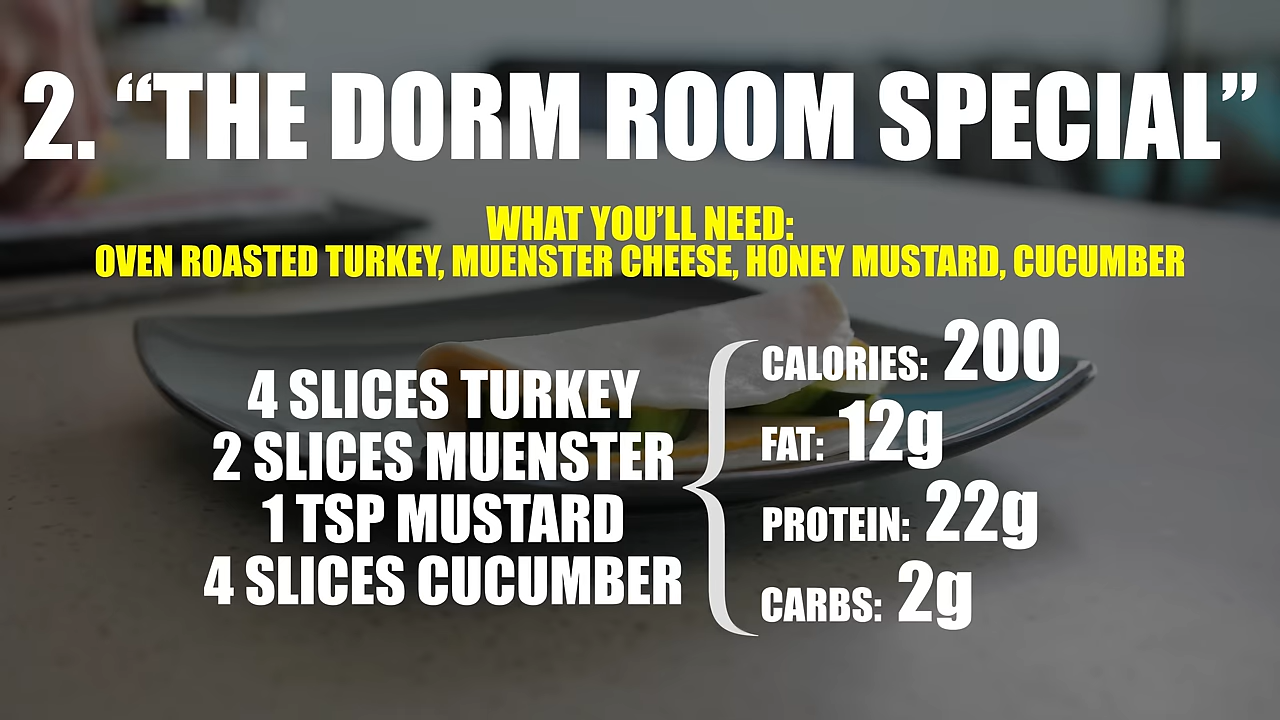 2. “THE DORM ROOM SPECIAL”
WHAT YOU’LL NEED:
OVEN ROASTED TURKEY, MUENSTER CHEESE, HONEY MUSTARD, CUCUMBER
4 SLICES TURKEY
2 SLICES MUENSTER
1 TSP MUSTARD
4 SLICES CUCUMBER
CALORIES: 200
FAT: 12g
PROTEIN: 22g
CARBS: 2g